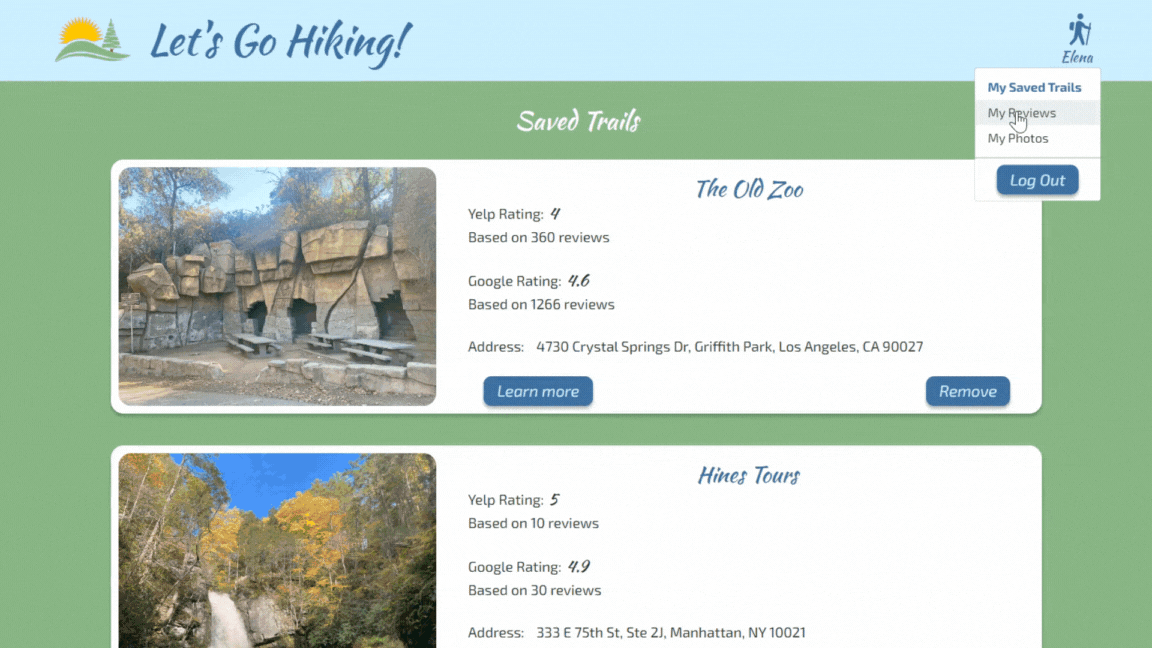 Let's Go Hiking!
Elena
My Saved Trails
My Reviews
My Photos
Log Out
Saved Trails
The Old Zoo
Yelp Rating: 4
Based on 360 reviews
Google Rating: 4.6
Based on 1266 reviews
Address: 4730 Crystal Springs Dr, Griffith Park, Los Angeles, CA 90027
Learn more
Remove
Hines Tours
Yelp Rating: 5
Based on 10 reviews
Google Rating: 4.9
Based on 30 reviews
Address: 333 E 75th St, Ste 2J, Manhattan, NY 10021